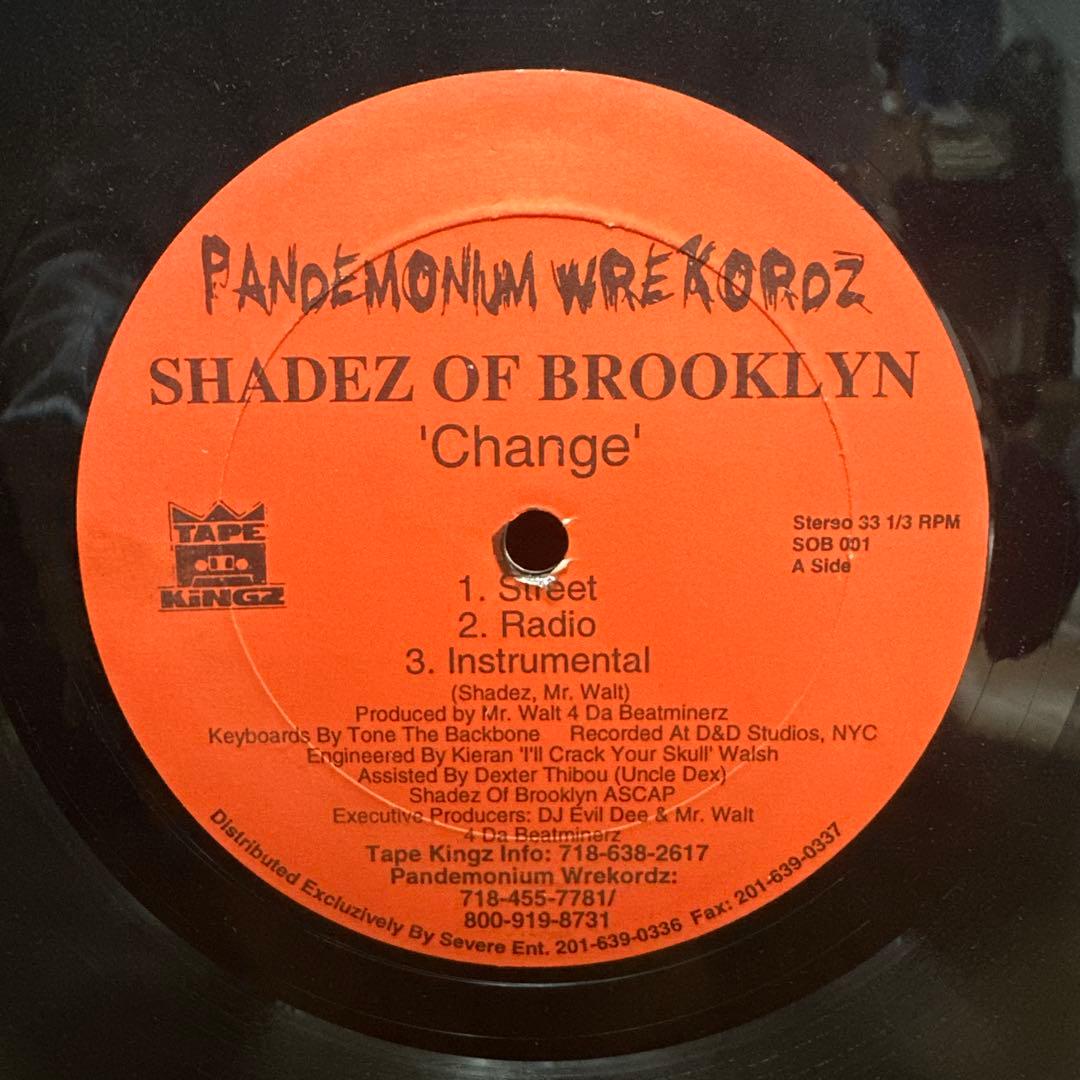 PANDEMONIUM WREKORDZ
SHADEZ OF BROOKLYN
'Change'
TAPE
KINGZ
Stereo 33 1/3 RPM
SOB 001
A Side
1. Street
2. Radio
3. Instrumental
(Shadez, Mr. Walt)
Produced by Mr. Walt 4 Da Beatminerz
Keyboards By Tone The Backbone Recorded At D&D Studios, NYC
Engineered By Kieran 'I'll Crack Your Skull' Walsh
Assisted By Dexter Thibou (Uncle Dex)
Shadez Of Brooklyn ASCAP
Executive Producers: DJ Evil Dee & Mr. Walt
4 Da Beatminerz
Tape Kingz Info: 718-638-2617
Pandemonium Wrekordz:
718-455-7781/
800-919-8731
Distributed Excluzively By Severe Ent. 201-639-0336 Fax: 201-639-0337